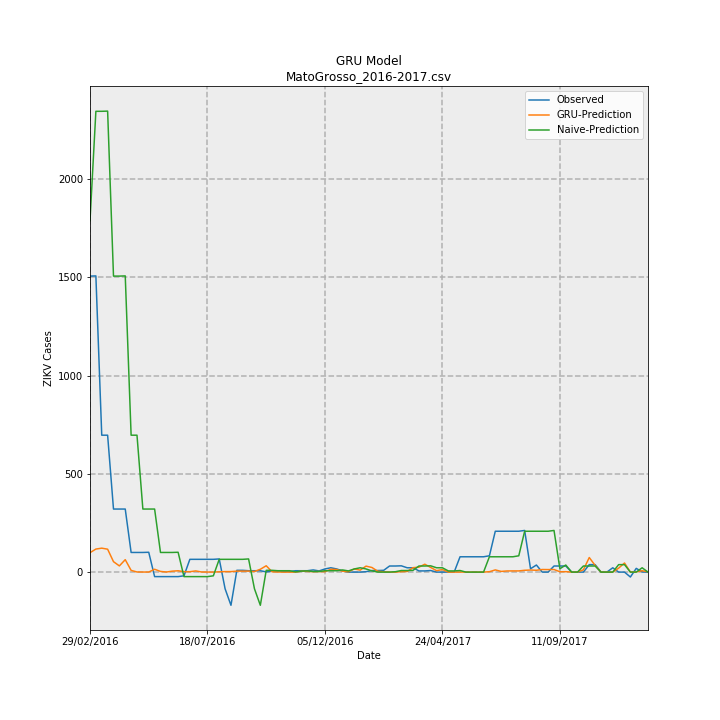 GRU Model
MatoGrosso_2016-2017.csv
Observed
GRU-Prediction
Naive-Prediction
2000
1500
1000
500
0
ZIKV Cases
29/02/2016
18/07/2016
05/12/2016
24/04/2017
11/09/2017
Date